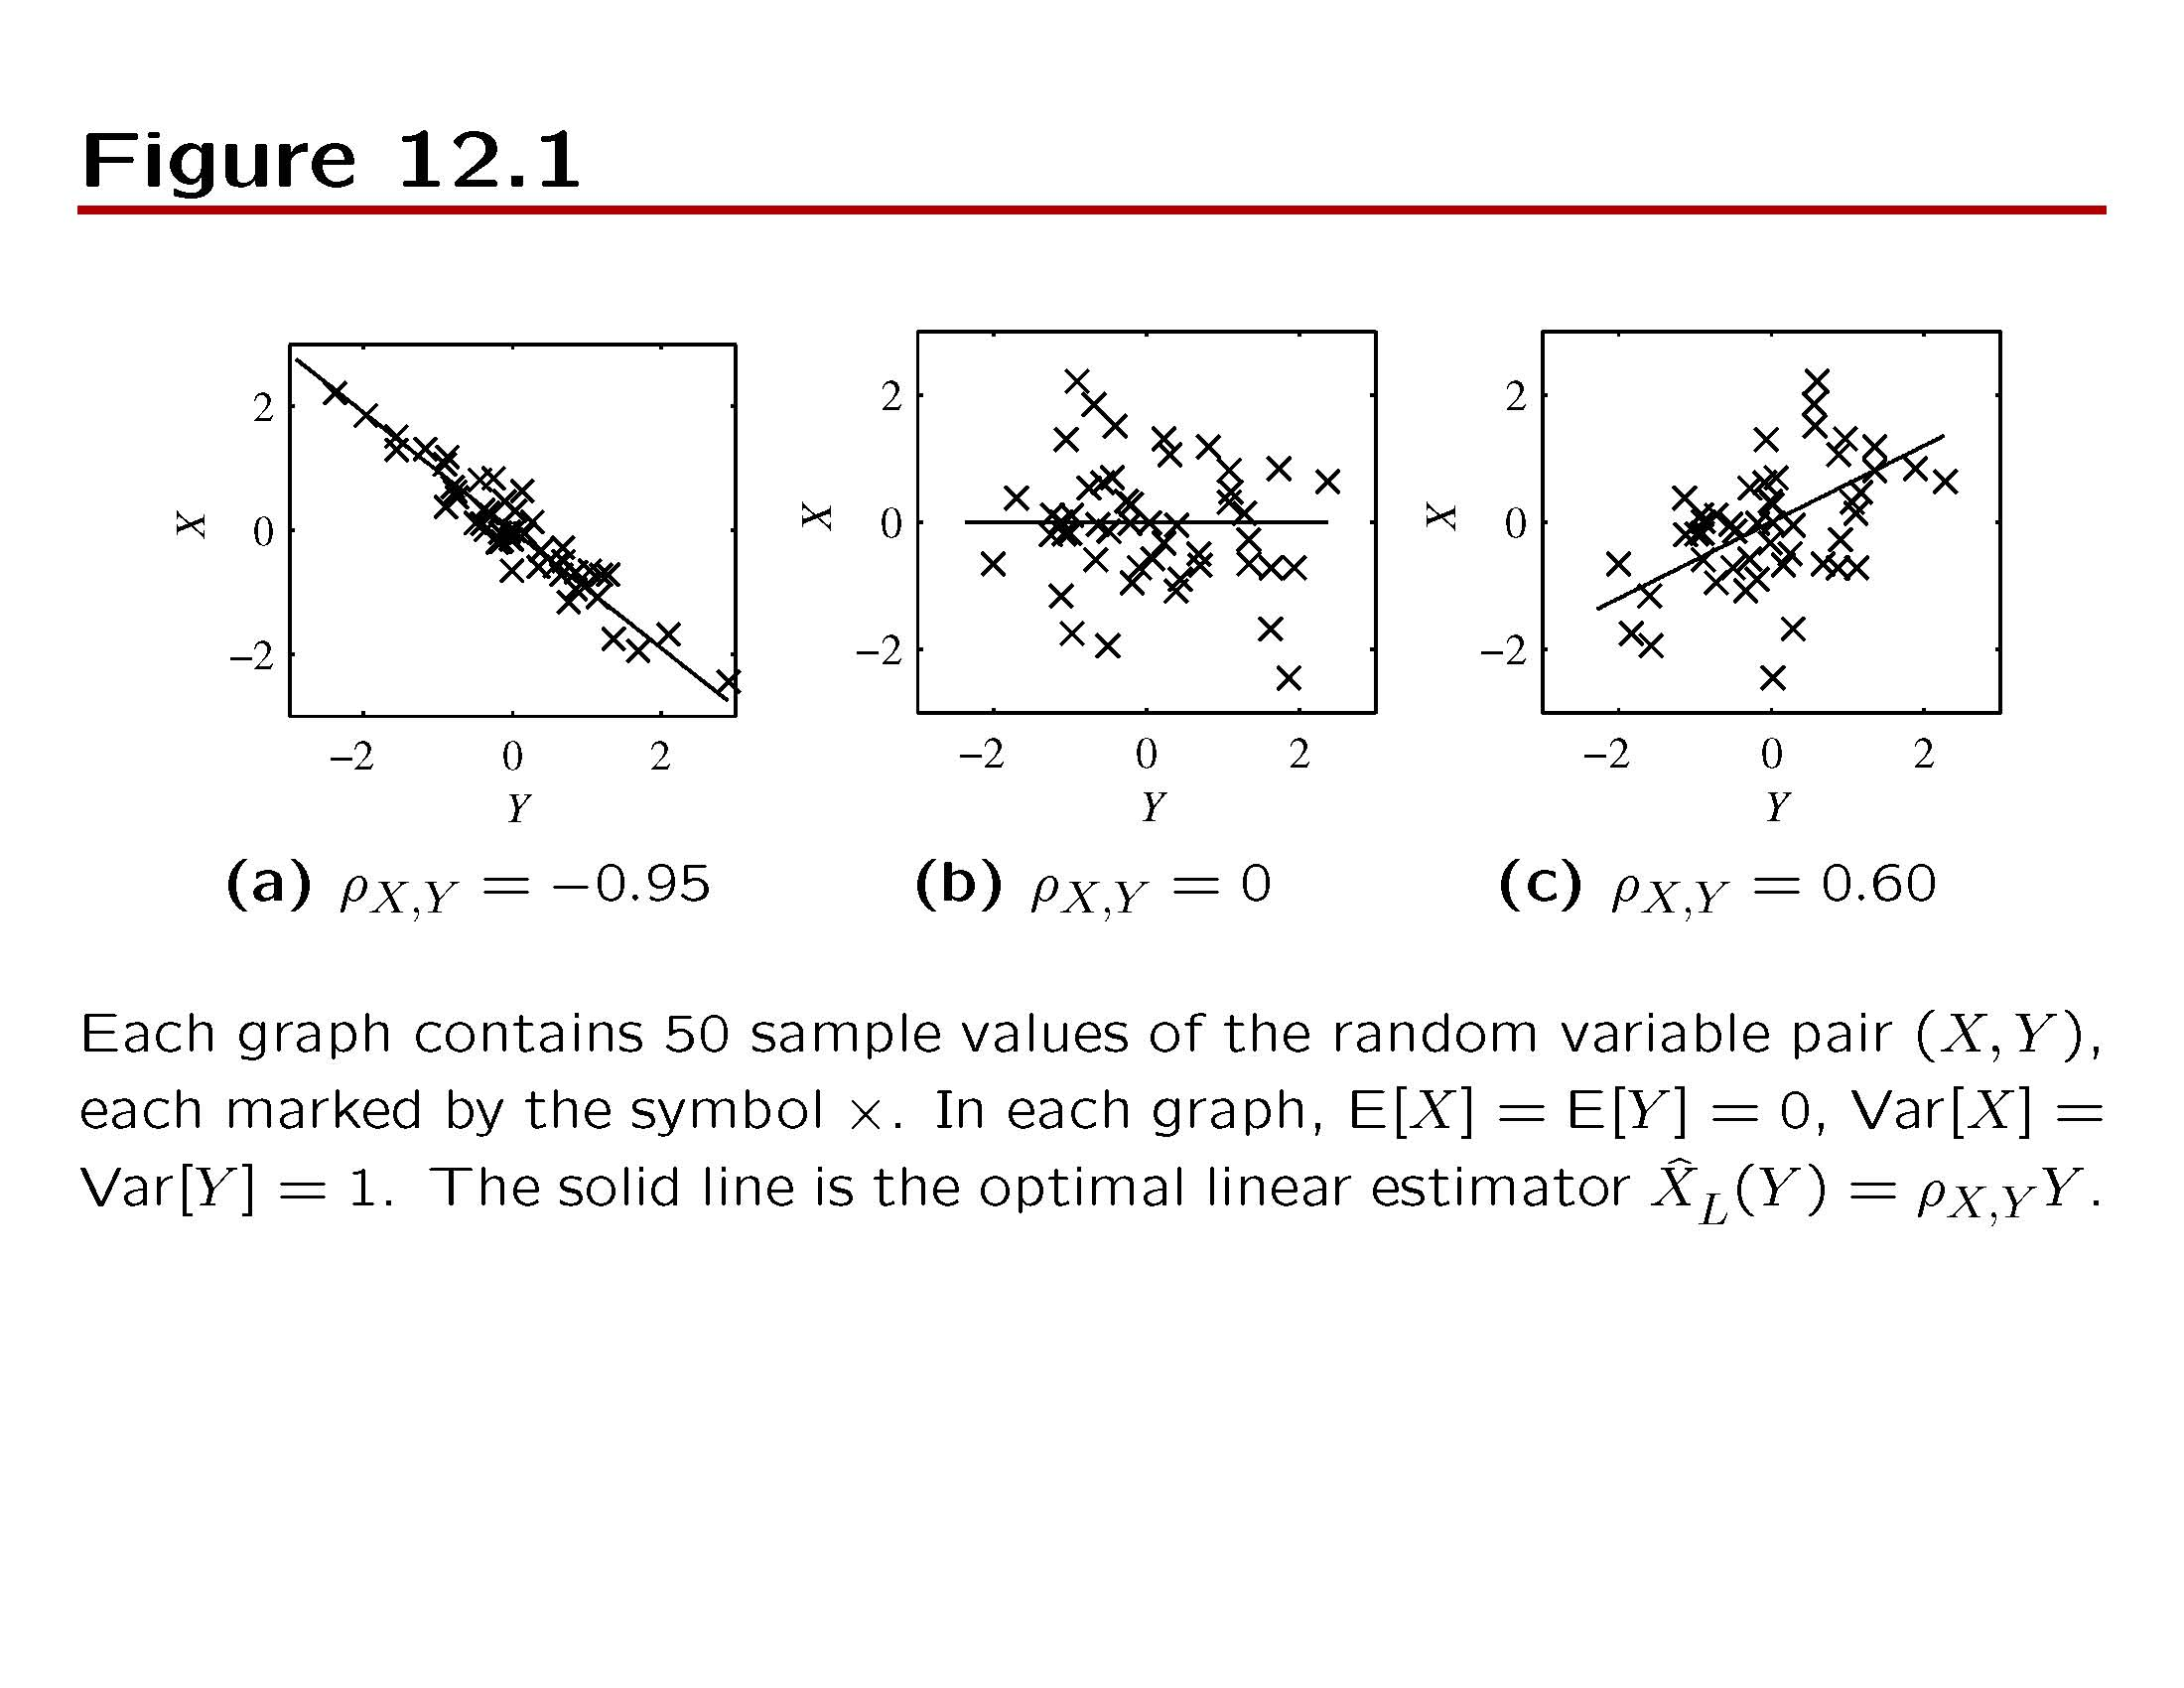 Figure 12.1
2
0
−2
X
−2 0 2
Y
2
0
−2
X
−2 0 2
Y
2
0
−2
X
−2 0 2
Y
(a) ρX,Y = −0.95
(b) ρX,Y = 0
(c) ρX,Y = 0.60
Each graph contains 50 sample values of the random variable pair (X, Y),
each marked by the symbol ×. In each graph, E[X] = E[Y] = 0, Var[X] =
Var[Y] = 1. The solid line is the optimal linear estimator X̂L(Y) = ρX,Y Y.